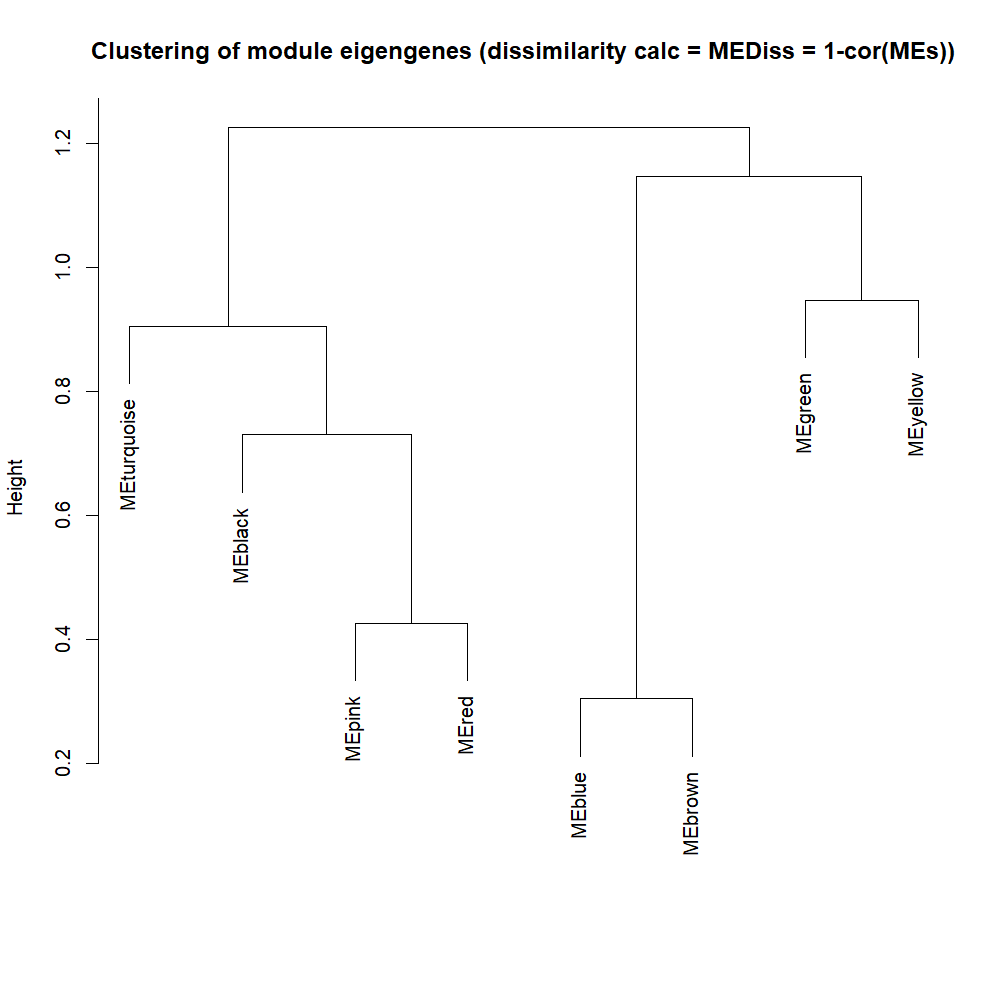 Clustering of module eigengenes (dissimilarity calc = MEDiss = 1-cor(MEs))
Height
1.2
1.0
0.8
0.6
0.4
0.2
MEturquoise
MEblack
MEpink
MEred
MEblue
MEbrown
MEgreen
MEyellow